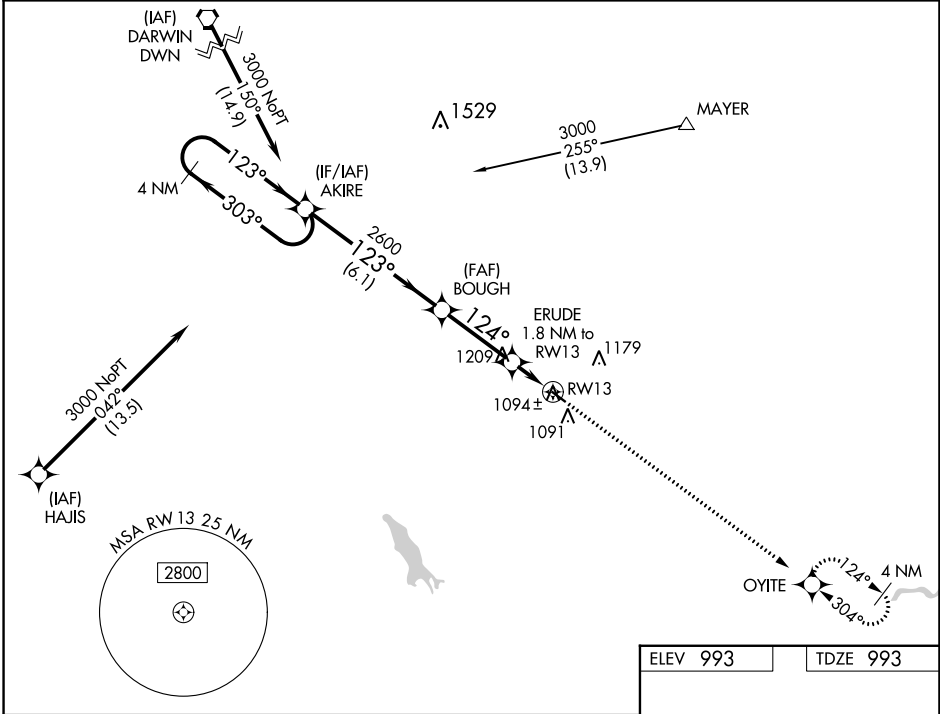 (IAF)
DARWIN
DWN
3000 NoPT
150°
(14.9)
1529
MAYER
3000
255°
(13.9)
123°
4 NM
303°
(IF/IAF)
AKIRE
2600
123°
(6.1)
(FAF)
BOUGH
124°
ERUDE
1.8 NM to
RW13
1209
1179
RW13
1094±
1091
3000 NoPT
042°
(13.5)
(IAF)
HAJIS
MSA RW 13 25 NM
2800
OYITE
124°
4 NM
304°
ELEV 993
TDZE 993